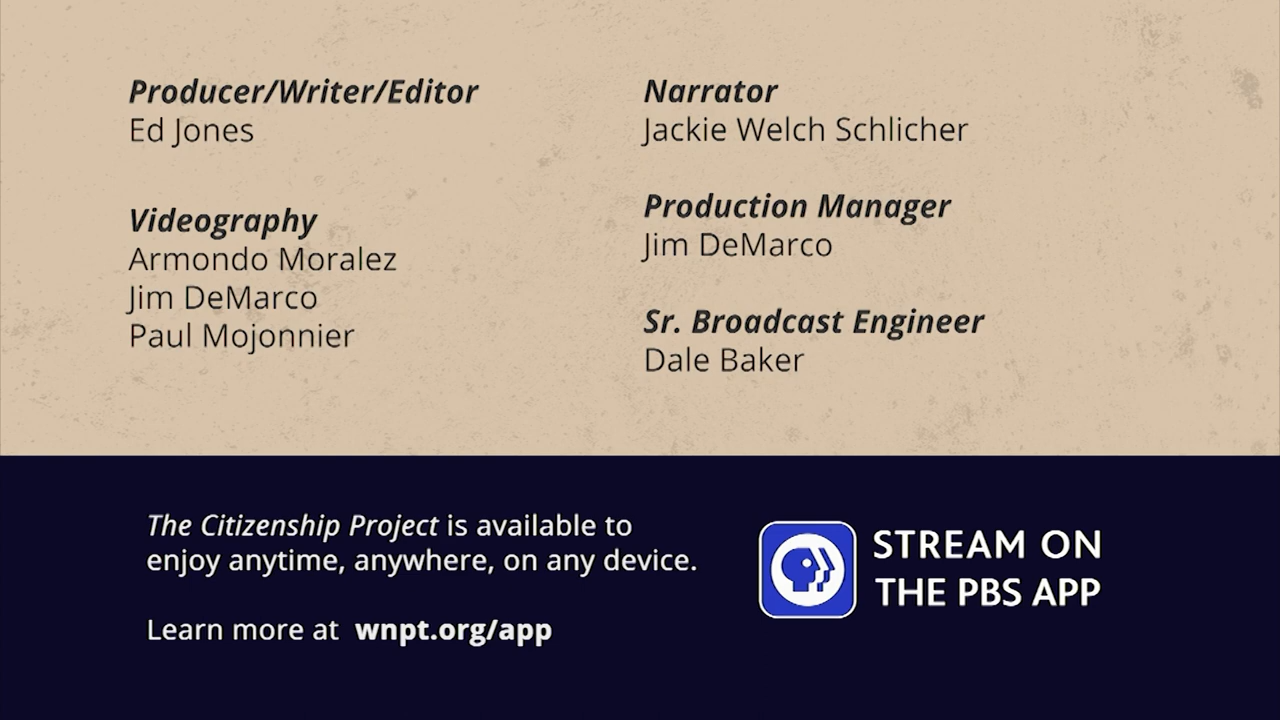 Producer/Writer/Editor
Ed Jones
Videography
Armondo Moralez
Jim DeMarco
Paul Mojonnier
Narrator
Jackie Welch Schlicher
Production Manager
Jim DeMarco
Sr. Broadcast Engineer
Dale Baker
The Citizenship Project is available to
enjoy anytime, anywhere, on any device.
Learn more at wnpt.org/app
STREAM ON
THE PBS APP